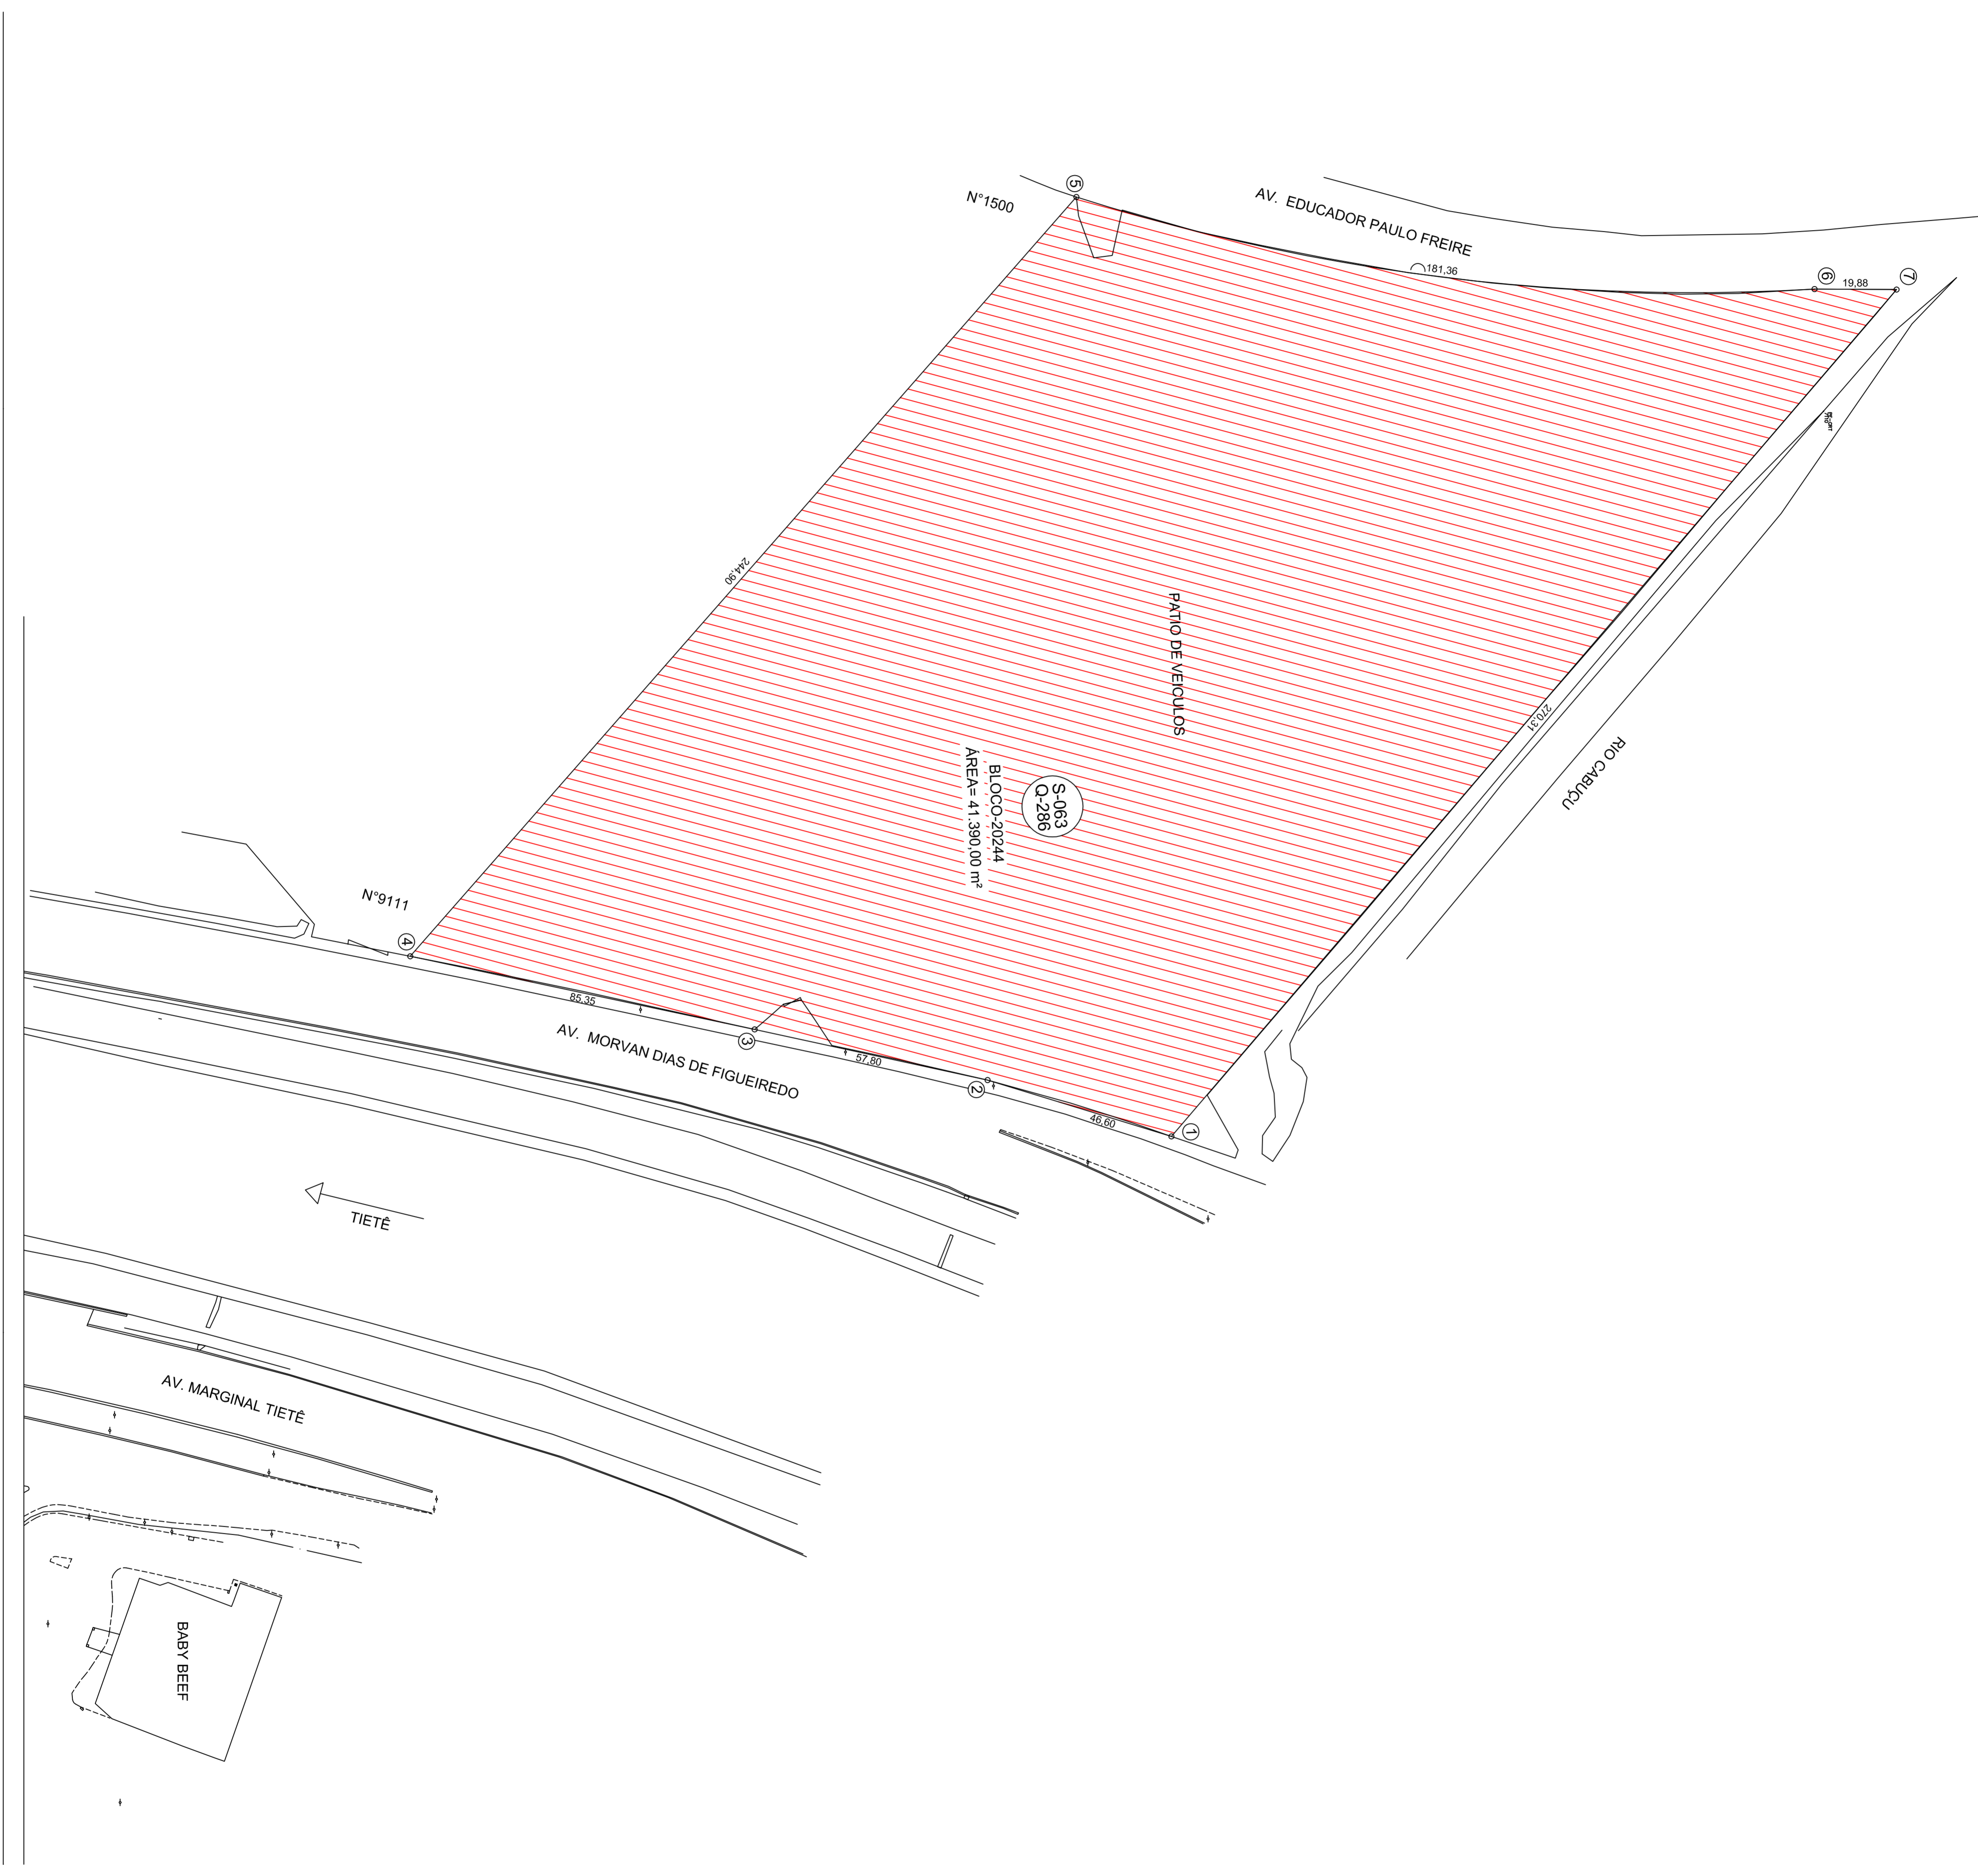 5
N°1500
AV. EDUCADOR PAULO FREIRE
181,36
6
19,88
7
244,90
PATIO DE VEICULOS
270,31
RIO CABUÇU
S-063
Q-286
BLOCO-20244
ÁREA= 41.390,00 m²
N°9111
4
85,35
3
AV. MORVAN DIAS DE FIGUEIREDO
57,80
2
46,60
1
TIETÊ
AV. MARGINAL TIETÊ
BABY BEEF